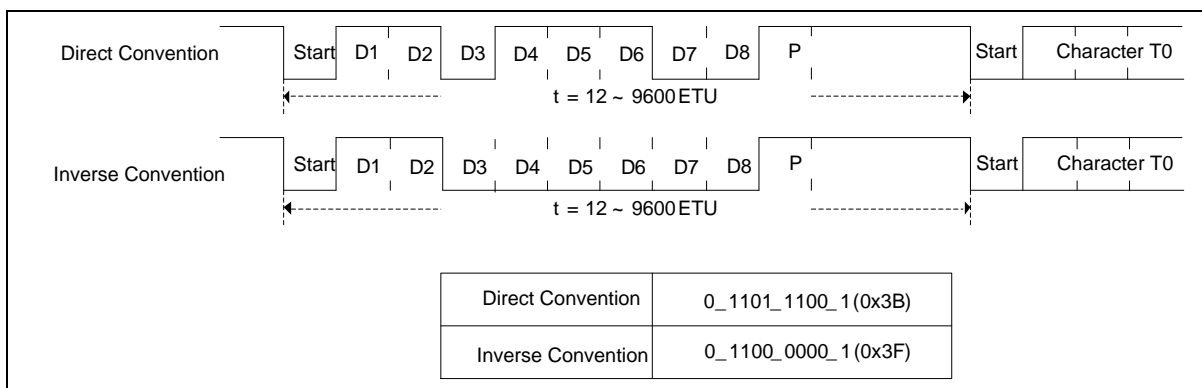 Direct Convention Start D1 D2 D3 D4 D5 D6 D7 D8 P Start Character T0
t = 12 ~ 9600 ETU
Inverse Convention Start D1 D2 D3 D4 D5 D6 D7 D8 P Start Character T0
t = 12 ~ 9600 ETU
Direct Convention 0_1101_1100_1 (0x3B)
Inverse Convention 0_1100_0000_1 (0x3F)